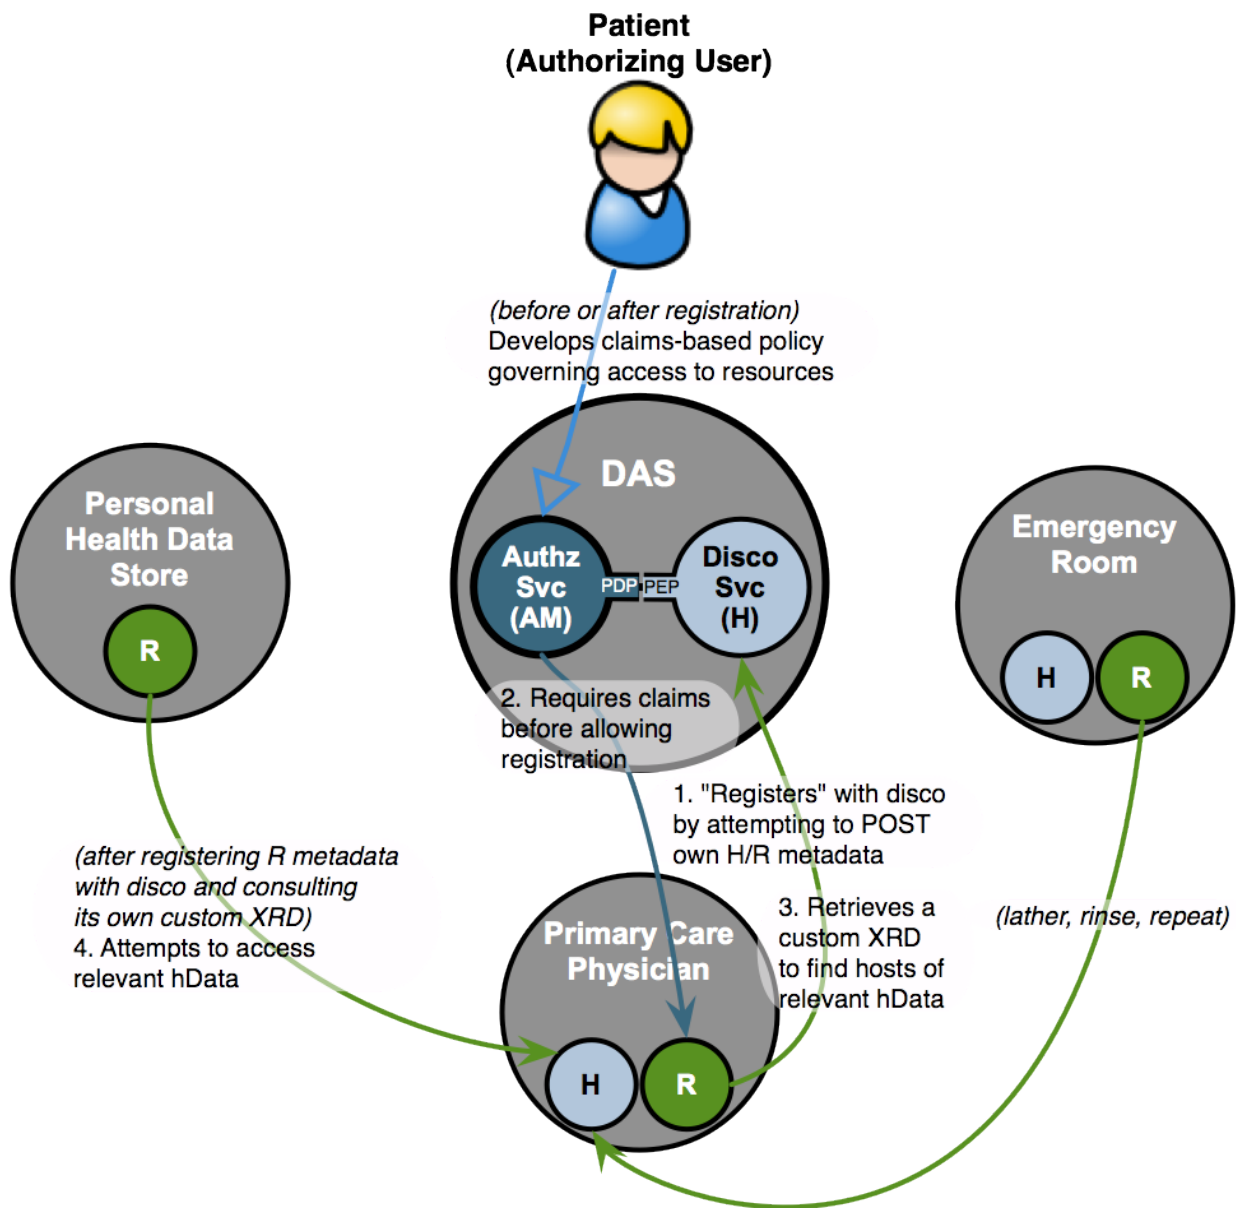 Patient
(Authorizing User)
(before or after registration)
Develops claims-based policy
governing access to resources
DAS
Personal
Health Data
Store
R
Authz
Svc
(AM)
PDP
PEP
Disco
Svc
(H)
Emergency
Room
H
R
2. Requires claims
before allowing
registration
1. "Registers" with disco
by attempting to POST
own H/R metadata
(after registering R metadata
with disco and consulting
its own custom XRD)
4. Attempts to access
relevant hData
Primary Care
Physician
3. Retrieves a
custom XRD
to find hosts of
relevant hData
(lather, rinse, repeat)
H
R